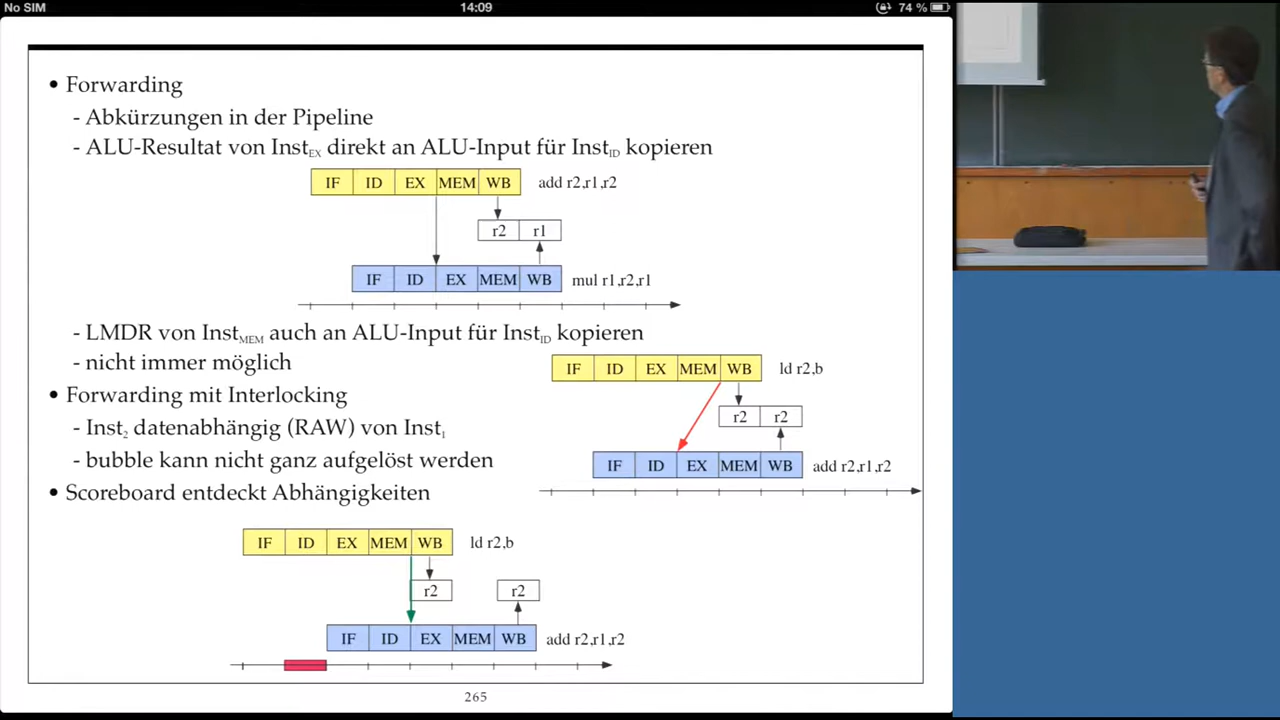 No SIM 14:09 74 %
• Forwarding
- Abkürzungen in der Pipeline
- ALU-Resultat von Inst_EX direkt an ALU-Input für Inst_ID kopieren
IF ID EX MEM WB add r2,r1,r2
r2 r1
IF ID EX MEM WB mul r1,r2,r1
- LMDR von Inst_MEM auch an ALU-Input für Inst_ID kopieren
- nicht immer möglich
IF ID EX MEM WB ld r2,b
r2 r2
IF ID EX MEM WB add r2,r1,r2
• Forwarding mit Interlocking
- Inst_2 datenabhängig (RAW) von Inst_1
- bubble kann nicht ganz aufgelöst werden
• Scoreboard entdeckt Abhängigkeiten
IF ID EX MEM WB ld r2,b
r2 r2
IF ID EX MEM WB add r2,r1,r2
265